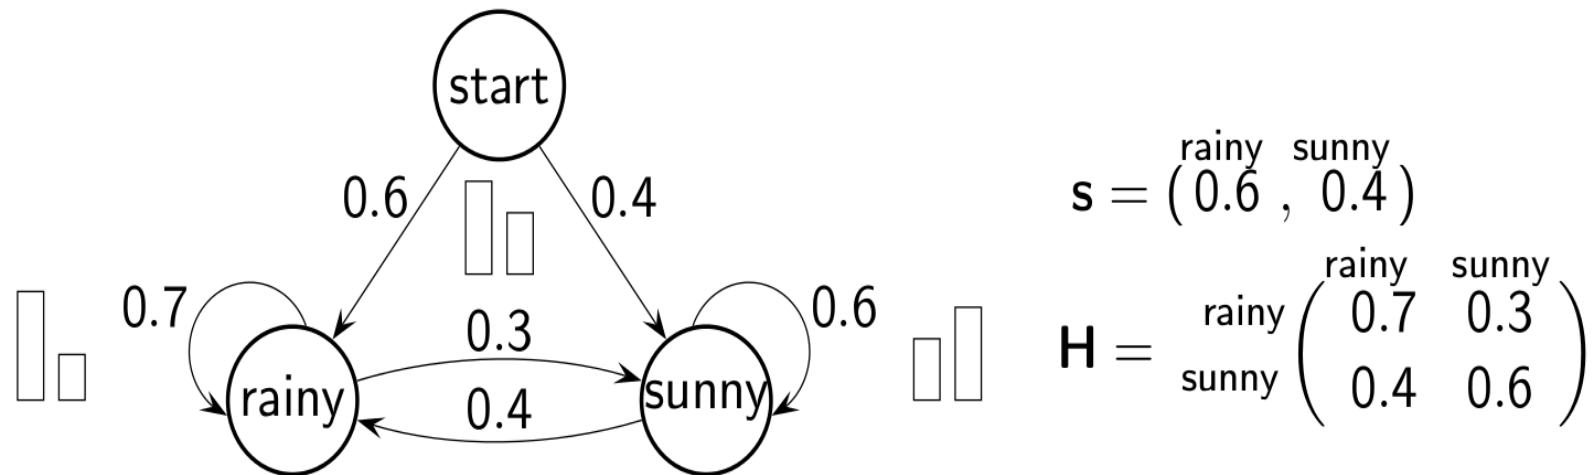 start
0.6
0.4
0.7
0.3
0.6
rainy
sunny
0.4
rainy sunny
s = ( 0.6 , 0.4 )
rainy sunny
rainy 0.7 0.3
H =
sunny 0.4 0.6